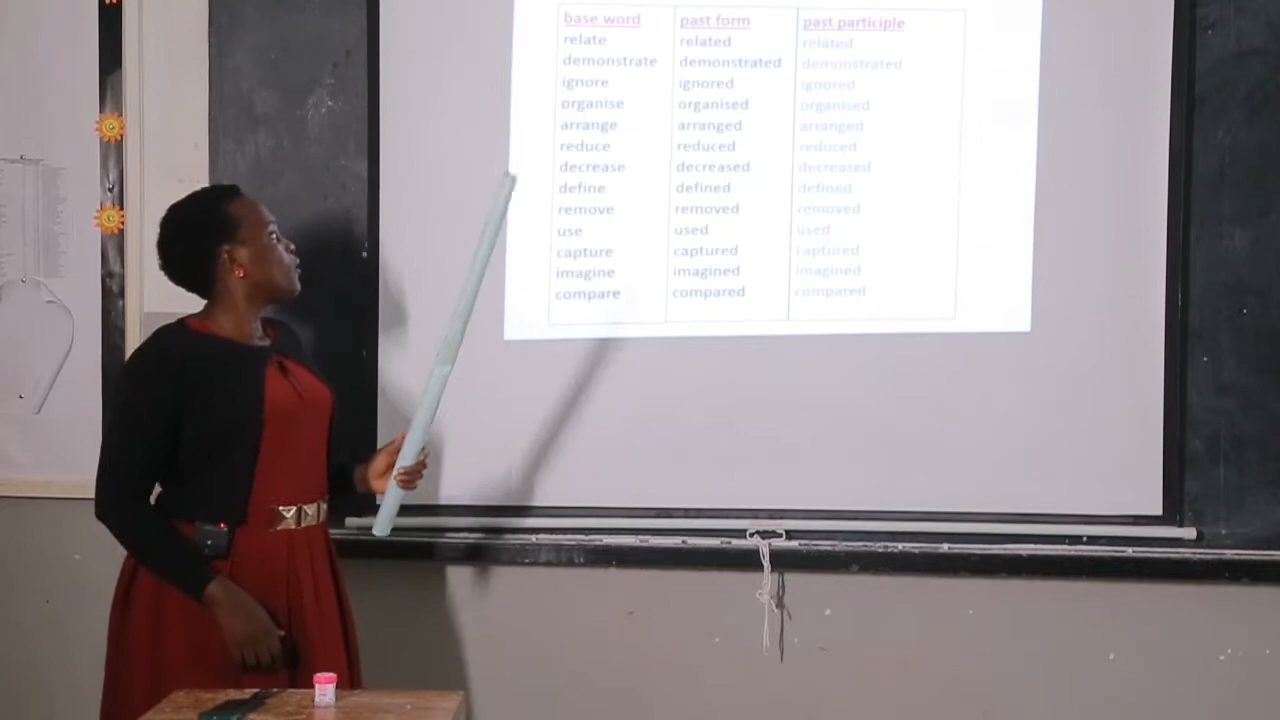 base word past form past participle
relate related related
demonstrate demonstrated demonstrated
ignore ignored ignored
organise organised organised
arrange arranged arranged
reduce reduced reduced
decrease decreased decreased
define defined defined
remove removed removed
use used used
capture captured captured
imagine imagined imagined
compare compared compared